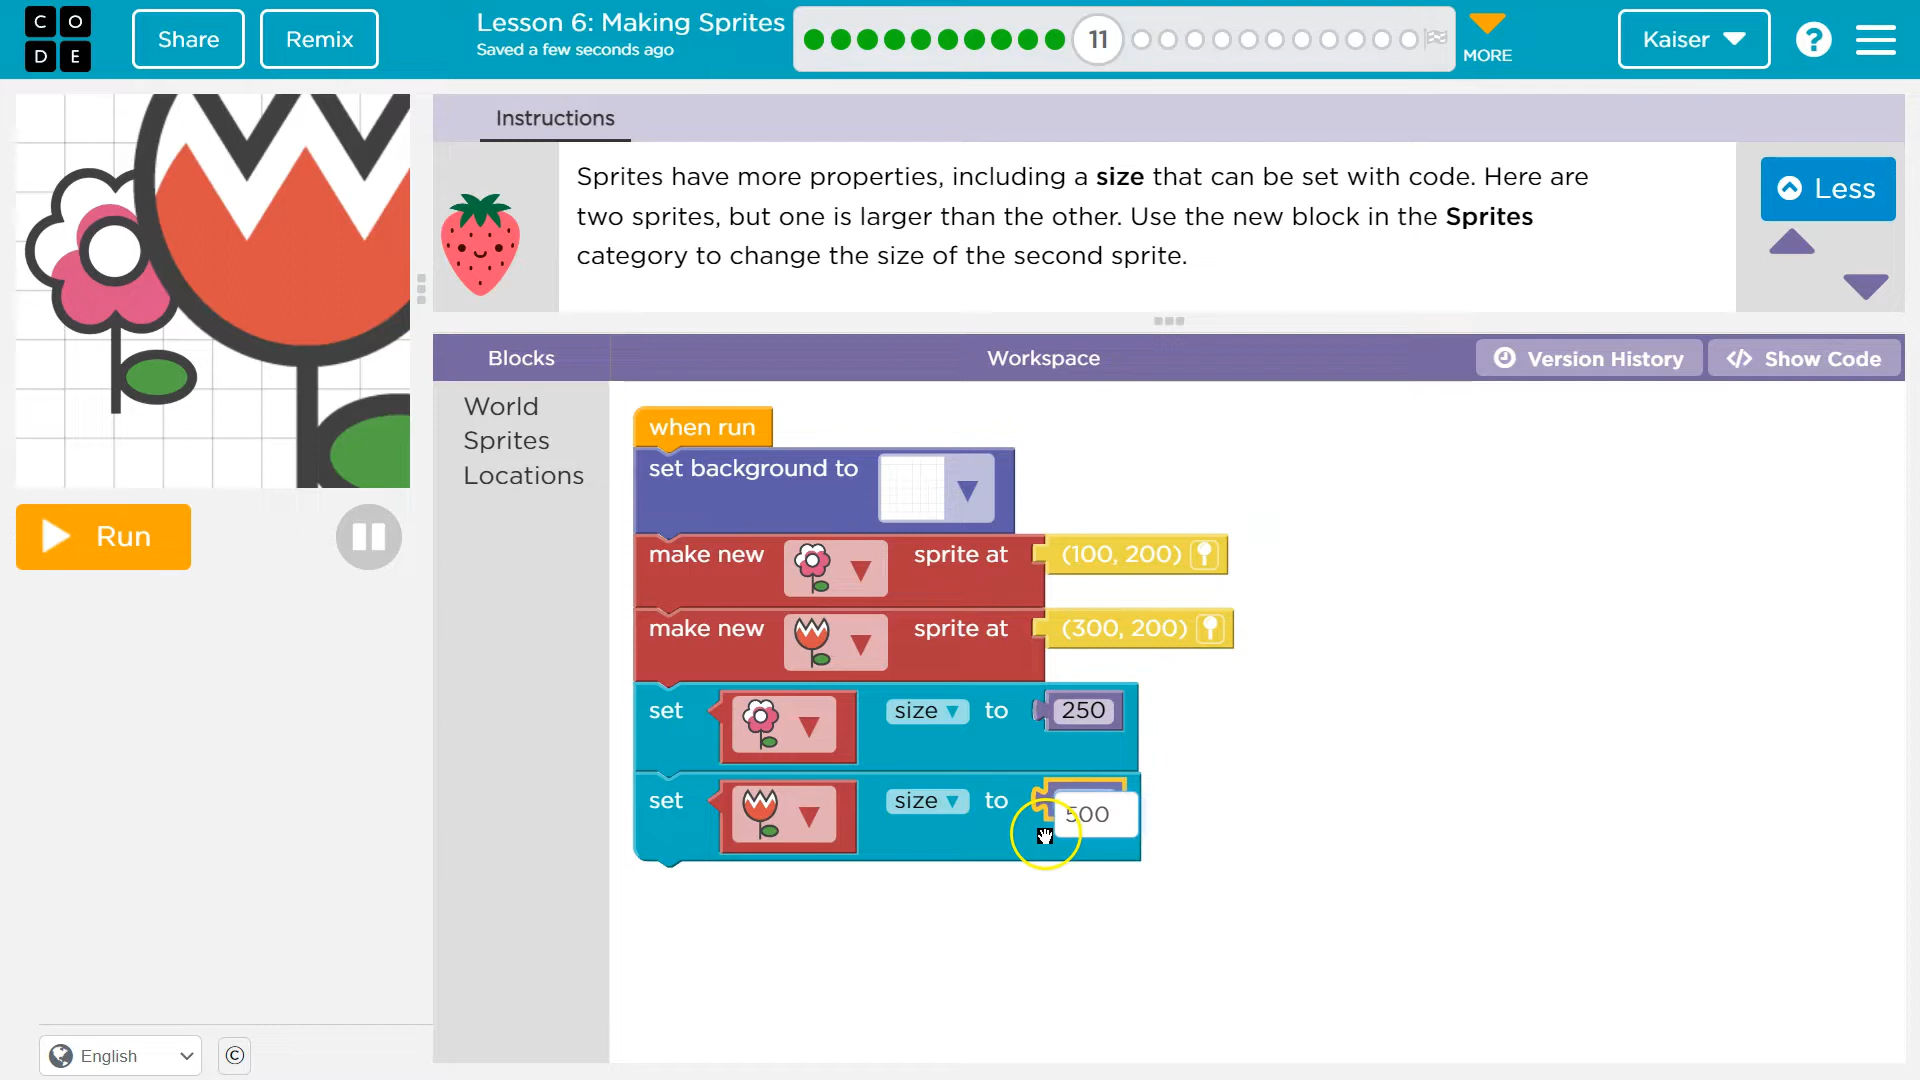 C O
D E
Share
Remix
Lesson 6: Making Sprites
Saved a few seconds ago
11
MORE
Kaiser
?
Instructions
Sprites have more properties, including a size that can be set with code. Here are
two sprites, but one is larger than the other. Use the new block in the Sprites
category to change the size of the second sprite.
Less
Blocks
Workspace
Version History
</> Show Code
World
Sprites
Locations
when run
set background to
make new sprite at (100, 200)
make new sprite at (300, 200)
set size to 250
set size to 500
Run
English
©